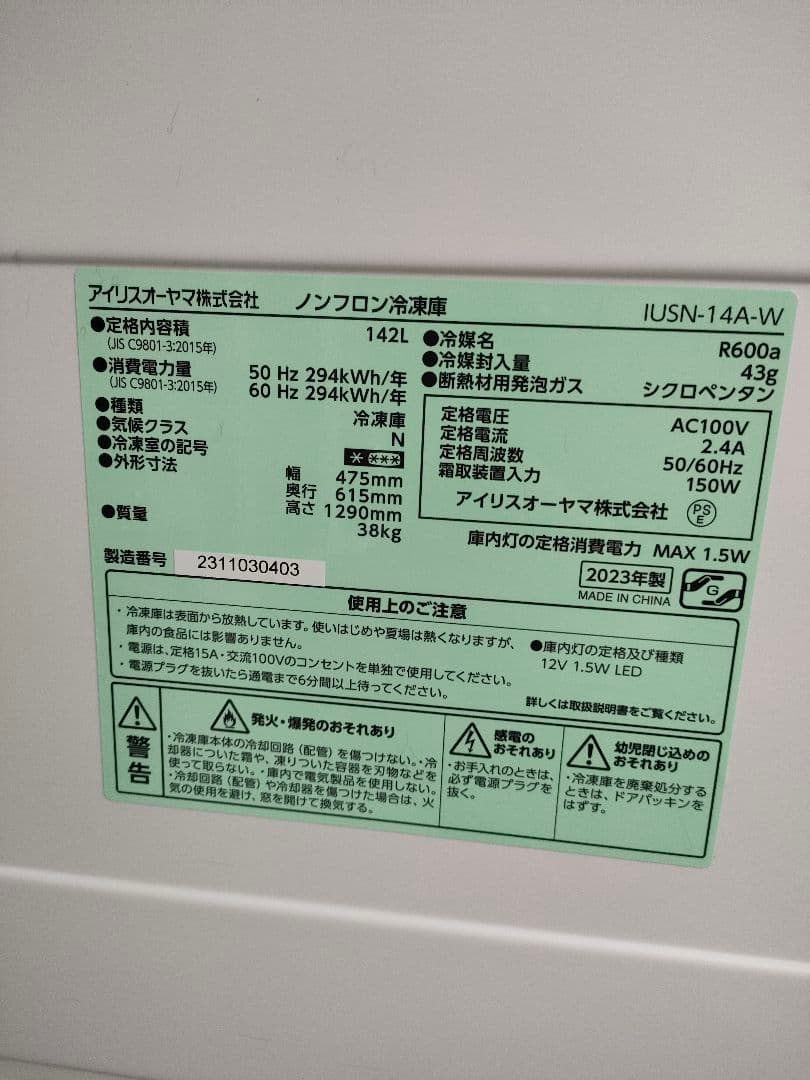 アイリスオーヤマ株式会社 ノンフロン冷凍庫 IUSN-14A-W
●定格内容積 142L
(JIS C9801-3:2015年)
●消費電力量 50 Hz 294kWh/年
(JIS C9801-3:2015年) 60 Hz 294kWh/年
●種類 冷凍庫
●気候クラス N
●冷凍室の記号 * ***
●外形寸法 幅 475mm
奥行 615mm
高さ 1290mm
●質量 38kg
●冷媒名 R600a
●冷媒封入量 43g
●断熱材用発泡ガス シクロペンタン
定格電圧 AC100V
定格電流 2.4A
定格周波数 50/60Hz
霜取装置入力 150W
アイリスオーヤマ株式会社 PSE
庫内灯の定格消費電力 MAX 1.5W
製造番号 2311030403
2023年製
MADE IN CHINA
G
使用上のご注意
・冷凍庫は表面から放熱しています。使いはじめや夏場は熱くなりますが、
庫内の食品には影響ありません。
・電源は、定格15A・交流100Vのコンセントを単独で使用してください。
・電源プラグを抜いたら通電まで6分間以上待ってください。
●庫内灯の定格及び種類
12V 1.5W LED
詳しくは取扱説明書をご覧ください。
警告
発火・爆発のおそれあり
・冷凍庫本体の冷却回路(配管)を傷つけない。・冷
却器についた霜や、凍りついた容器を刃物などを
使って取らない。・庫内で電気製品を使用しない。
・冷却回路(配管)や冷却器を傷つけた場合は、火
気の使用を避け、窓を開けて換気する。
感電の
おそれあり
・お手入れのときは、
必ず電源プラグを
抜く。
幼児閉じ込めの
おそれあり
・冷凍庫を廃棄処分する
ときは、ドアパッキンを
はずす。